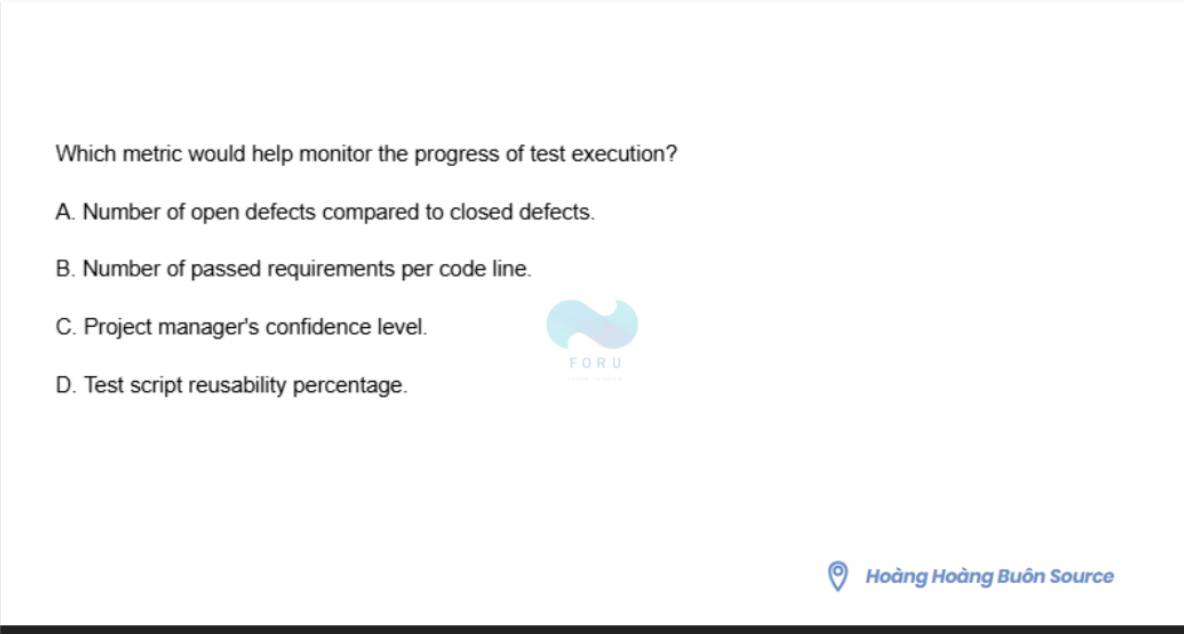 Which metric would help monitor the progress of test execution?
A. Number of open defects compared to closed defects.
B. Number of passed requirements per code line.
C. Project manager's confidence level.
FORU
D. Test script reusability percentage.
Hoàng Hoàng Buôn Source